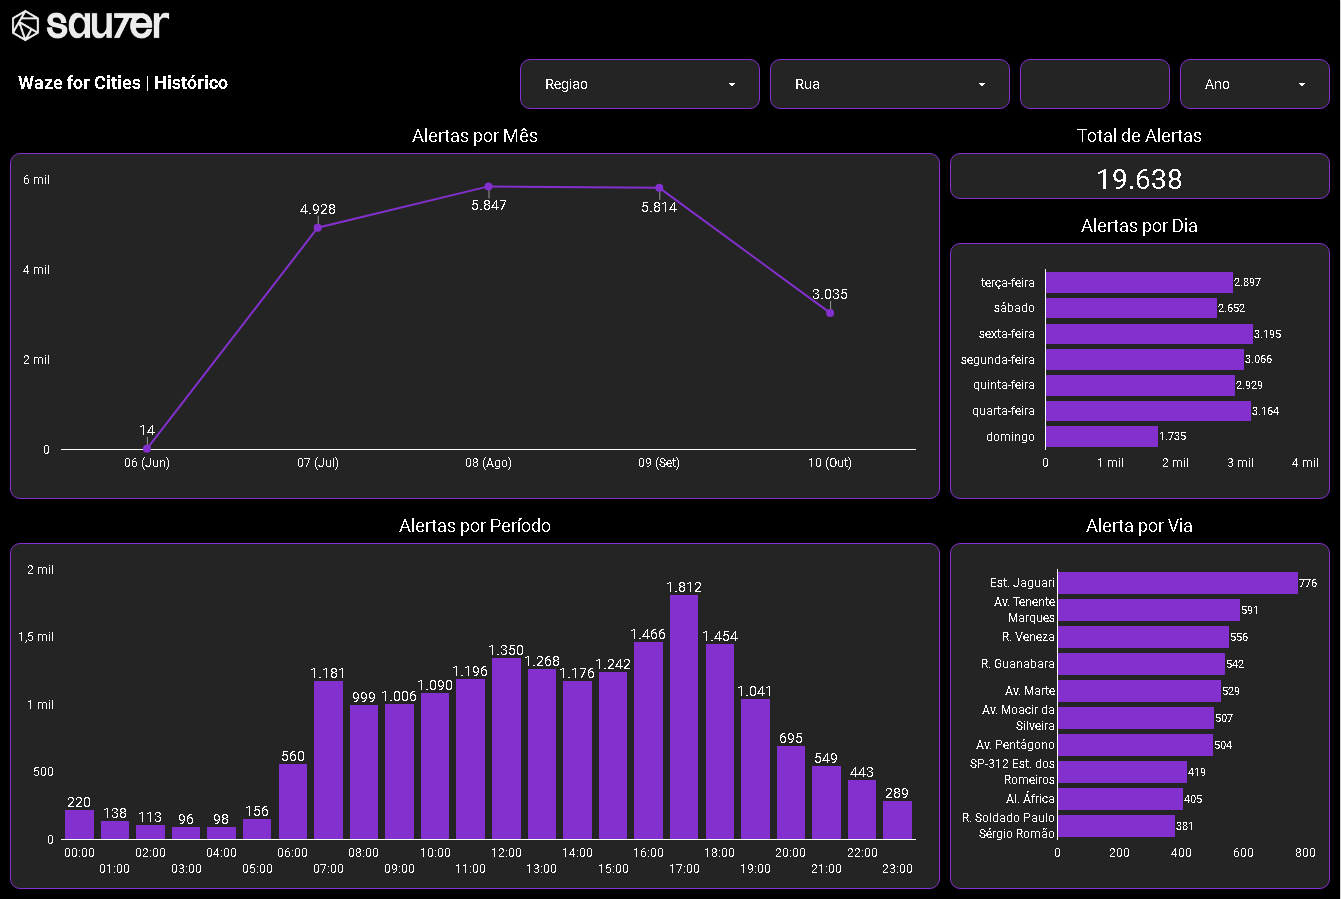 sau7er
Waze for Cities | Histórico
Regiao
Rua
Ano
Alertas por Mês
6 mil
4 mil
2 mil
0
14
4.928
5.847
5.814
3.035
06 (Jun)
07 (Jul)
08 (Ago)
09 (Set)
10 (Out)
Total de Alertas
19.638
Alertas por Dia
terça-feira 2.897
sábado 2.652
sexta-feira 3.195
segunda-feira 3.066
quinta-feira 2.929
quarta-feira 3.164
domingo 1.735
0 1 mil 2 mil 3 mil 4 mil
Alertas por Período
2 mil
1,5 mil
1 mil
500
0
220 138 113 96 98 156 560 1.181 999 1.006 1.090 1.196 1.350 1.268 1.176 1.242 1.466 1.812 1.454 1.041 695 549 443 289
00:00 02:00 04:00 06:00 08:00 10:00 12:00 14:00 16:00 18:00 20:00 22:00
01:00 03:00 05:00 07:00 09:00 11:00 13:00 15:00 17:00 19:00 21:00 23:00
Alerta por Via
Est. Jaguari 776
Av. Tenente
Marques 591
R. Veneza 556
R. Guanabara 542
Av. Marte 529
Av. Moacir da
Silveira 507
Av. Pentágono 504
SP-312 Est. dos
Romeiros 419
Al. África 405
R. Soldado Paulo
Sérgio Romão 381
0 200 400 600 800